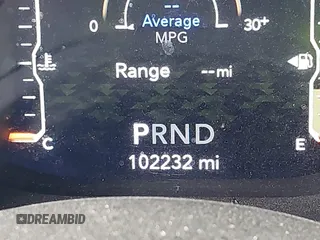 --
0 Average 30+
MPG
Range --mi
PRND
C 102232 mi E
DREAMBID